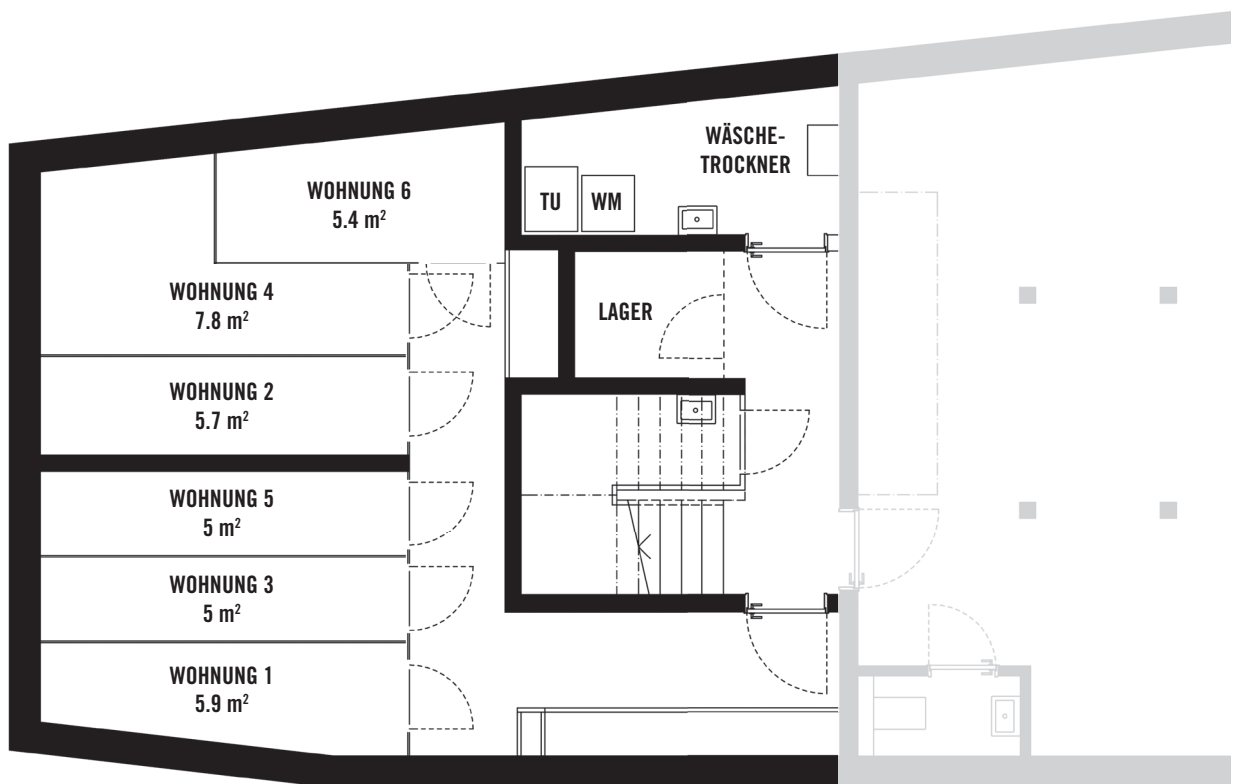 WÄSCHE-
TROCKNER
WOHNUNG 6
5.4 m²
TU
WM
WOHNUNG 4
7.8 m²
LAGER
WOHNUNG 2
5.7 m²
WOHNUNG 5
5 m²
WOHNUNG 3
5 m²
WOHNUNG 1
5.9 m²